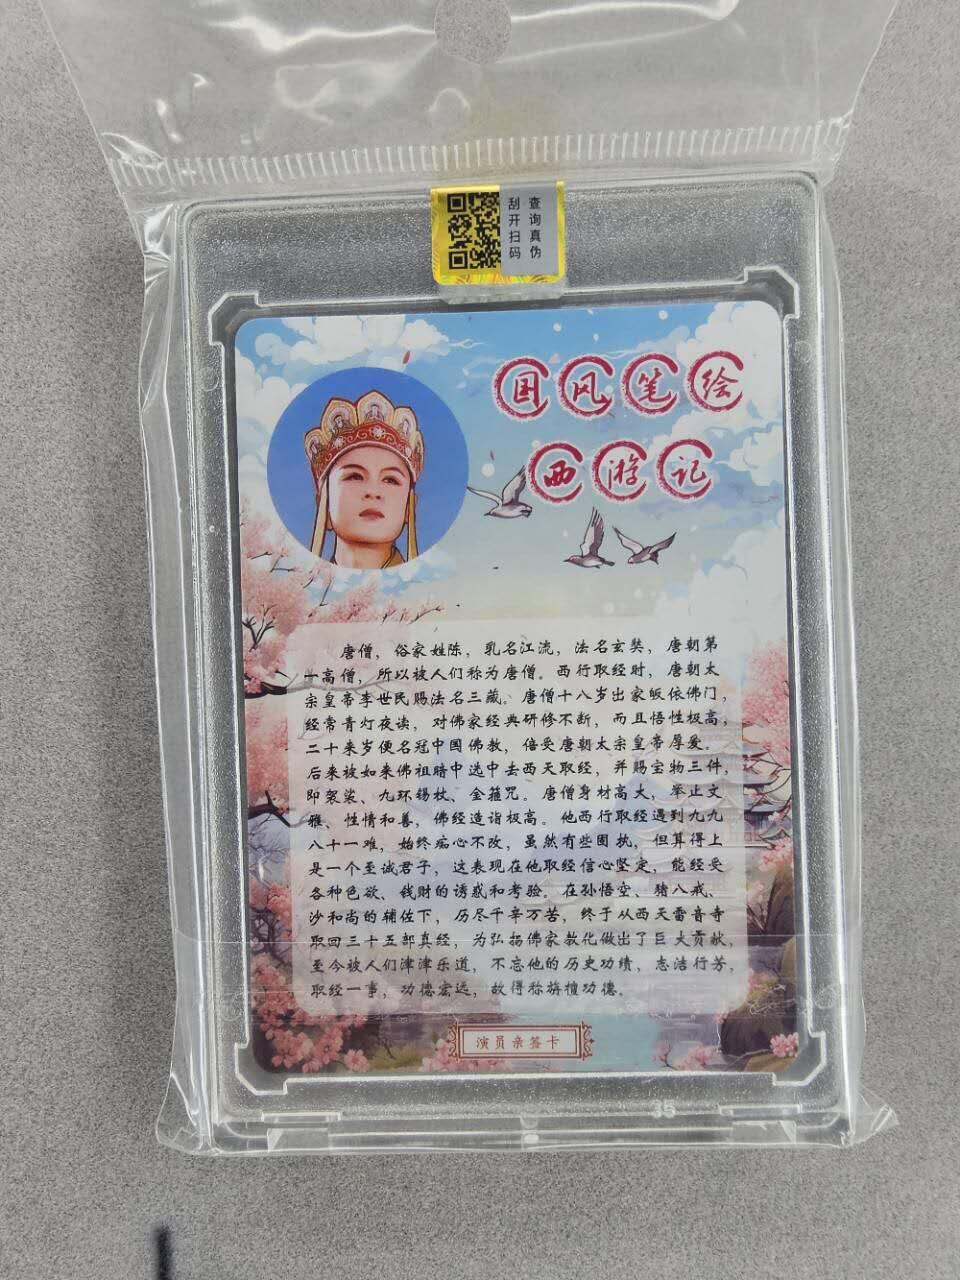 刮开扫码
查询真伪
国风笔绘
西游记
唐僧，俗家姓陈，乳名江流，法名玄奘，唐朝第
一高僧，所以被人们称为唐僧。西行取经时，唐朝太
宗皇帝李世民赐法名三藏。唐僧十八岁出家皈依佛门，
经常青灯夜读，对佛家经典研修不断，而且悟性极高，
二十来岁便名冠中国佛教，倍受唐朝太宗皇帝厚爱。
后来被如来佛祖暗中选中去西天取经，并赐宝物三件，
即袈裟、九环锡杖、金箍咒。唐僧身材高大，举止文
雅、性情和善，佛经造诣极高。他西行取经遇到九九
八十一难，始终痴心不改，虽然有些固执，但算得上
是一个至诚君子，这表现在他取经信心坚定，能经受
各种色欲、钱财的诱惑和考验。在孙悟空、猪八戒、
沙和尚的辅佐下，历尽千辛万苦，终于从西天雷音寺
取回三十五部真经，为弘扬佛家教化做出了巨大贡献，
至今被人们津津乐道，不忘他的历史功绩，志洁行芳，
取经一事，功德宏远，故得称旃檀功德。
演员亲签卡
35